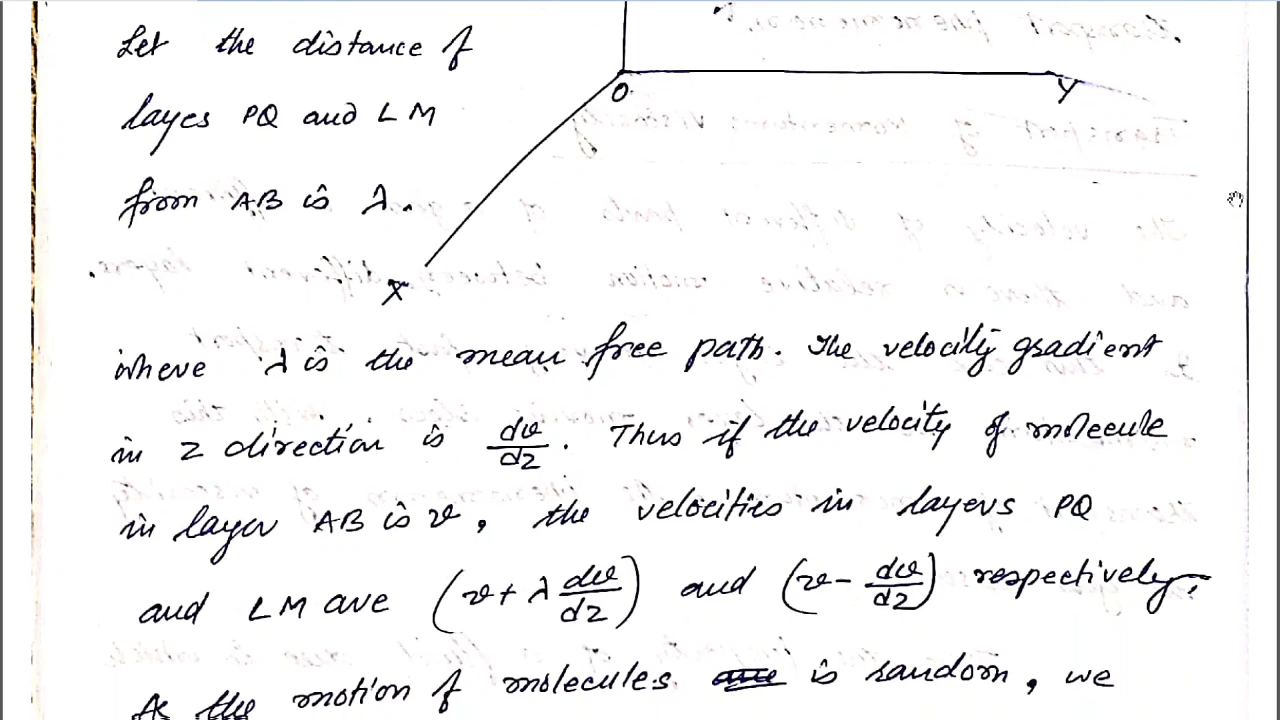 Let the distance of
O
Y
layes PQ and LM
from AB is λ.
X
where λ is the mean free path. The velocity gradient
in z direction is dv/dz. Thus if the velocity of molecule
in layer AB is v, the velocities in layers PQ
and LM are (v + λ dv/dz) and (v - dv/dz) respectively.
As the motion of molecules is random, we